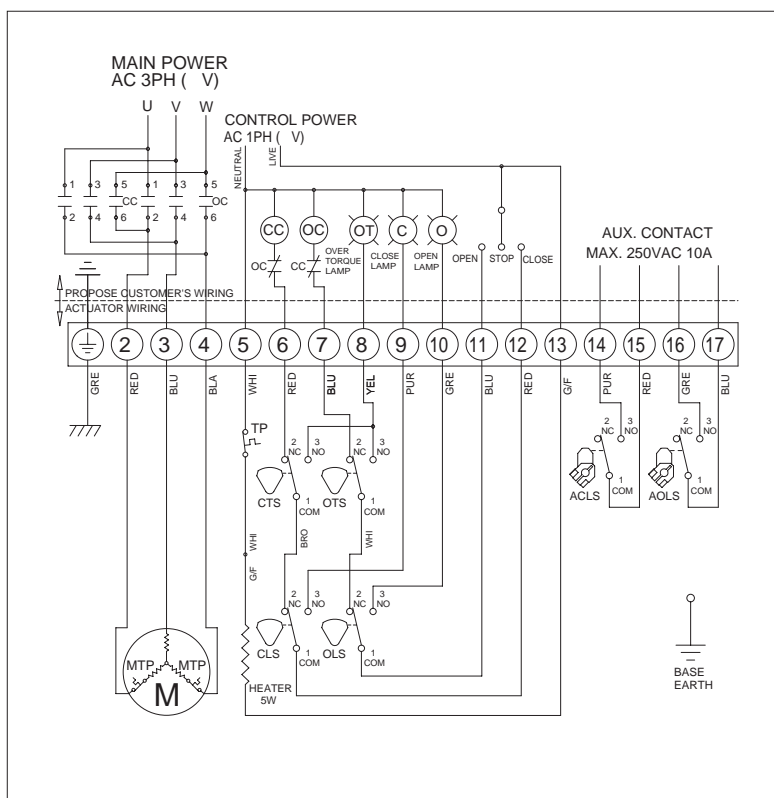 MAIN POWER
AC 3PH (   V)
U V W
CONTROL POWER
AC 1PH (   V)
NEUTRAL
LIVE
1 3 5 1 3 5
CC OC
2 4 6 2 4 6
CC OC OT C O
OC CC
OVER
TORQUE
LAMP
CLOSE
LAMP
OPEN
LAMP
OPEN STOP CLOSE
AUX. CONTACT
MAX. 250VAC 10A
PROPOSE CUSTOMER'S WIRING
ACTUATOR WIRING
2 3 4 5 6 7 8 9 10 11 12 13 14 15 16 17
GRE RED BLU BLA WHI RED BLU YEL PUR GRE BLU RED G/F PUR RED GRE BLU
TP
2 NC 3 NO
CTS
1 COM
2 NC 3 NO
OTS
1 COM
2 NC 3 NO
ACLS
1 COM
2 NC 3 NO
AOLS
1 COM
WHI
G/F
BRO
WHI
2 NC 3 NO
CLS
1 COM
2 NC 3 NO
OLS
1 COM
MTP MTP
M
HEATER
5W
BASE
EARTH